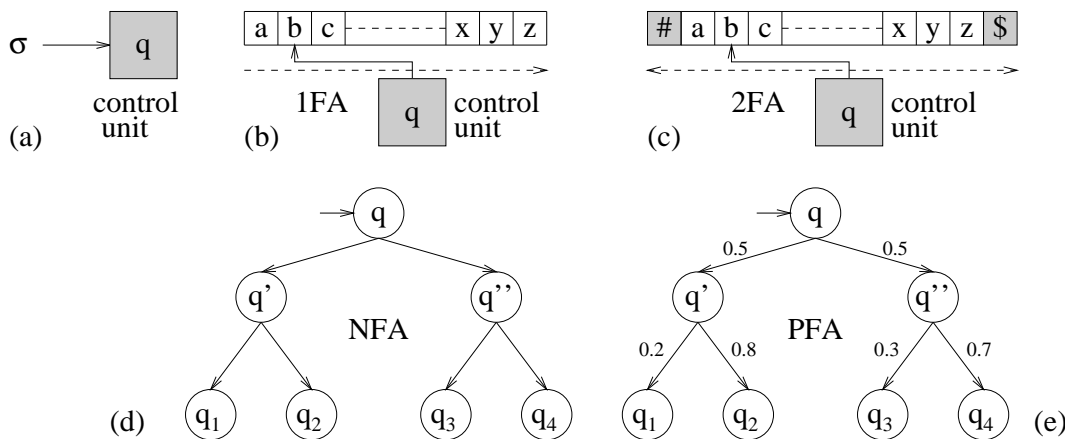 σ q
control
unit
(a)
a b c x y z
1FA
q
control
unit
(b)
# a b c x y z $
2FA
q
control
unit
(c)
q
q' q''
NFA
q1 q2 q3 q4
(d)
q
0.5 0.5
q' q''
PFA
0.2 0.8 0.3 0.7
q1 q2 q3 q4
(e)